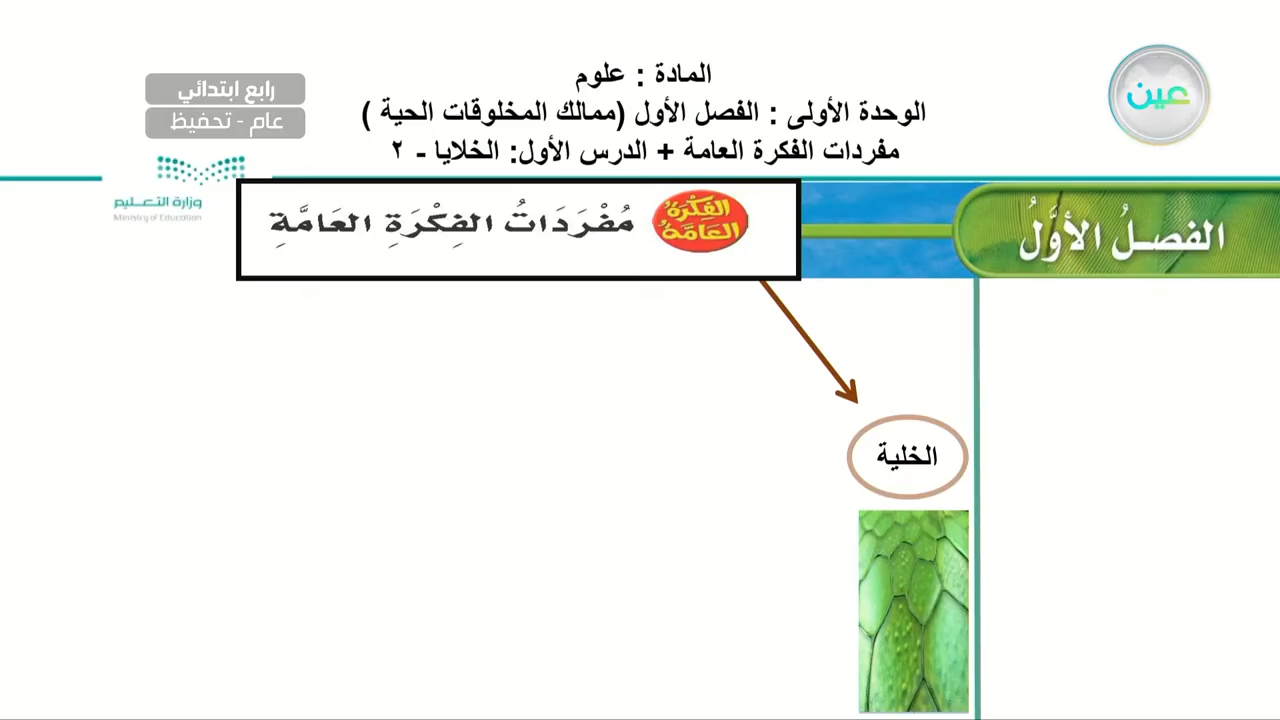 المادة : علوم
الوحدة الأولى : الفصل الأول (ممالك المخلوقات الحية )
مفردات الفكرة العامة + الدرس الأول: الخلايا - ٢
عين
رابع ابتدائي
عام - تحفيظ
وزارة التعليم
Ministry of Education
الفصلُ الأوَّلُ
الفِكْرَةُ
العَامَّةُ
مُفْرَدَاتُ الفِكْرَةِ العَامَّةِ
الخلية